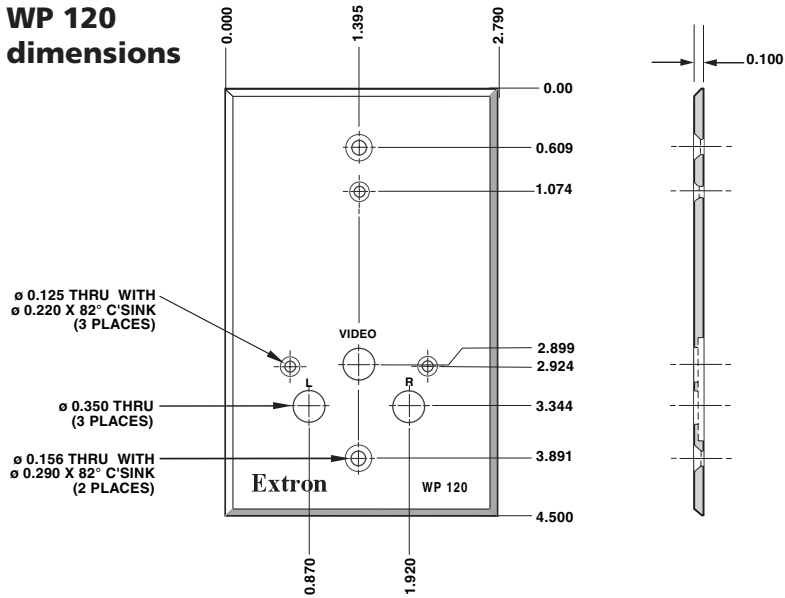 WP 120
dimensions
0.000
1.395
2.790
0.100
0.00
0.609
1.074
ø 0.125 THRU WITH
ø 0.220 X 82° C'SINK
(3 PLACES)
VIDEO
2.899
2.924
L
R
ø 0.350 THRU
(3 PLACES)
3.344
ø 0.156 THRU WITH
ø 0.290 X 82° C'SINK
(2 PLACES)
3.891
Extron
WP 120
4.500
0.870
1.920